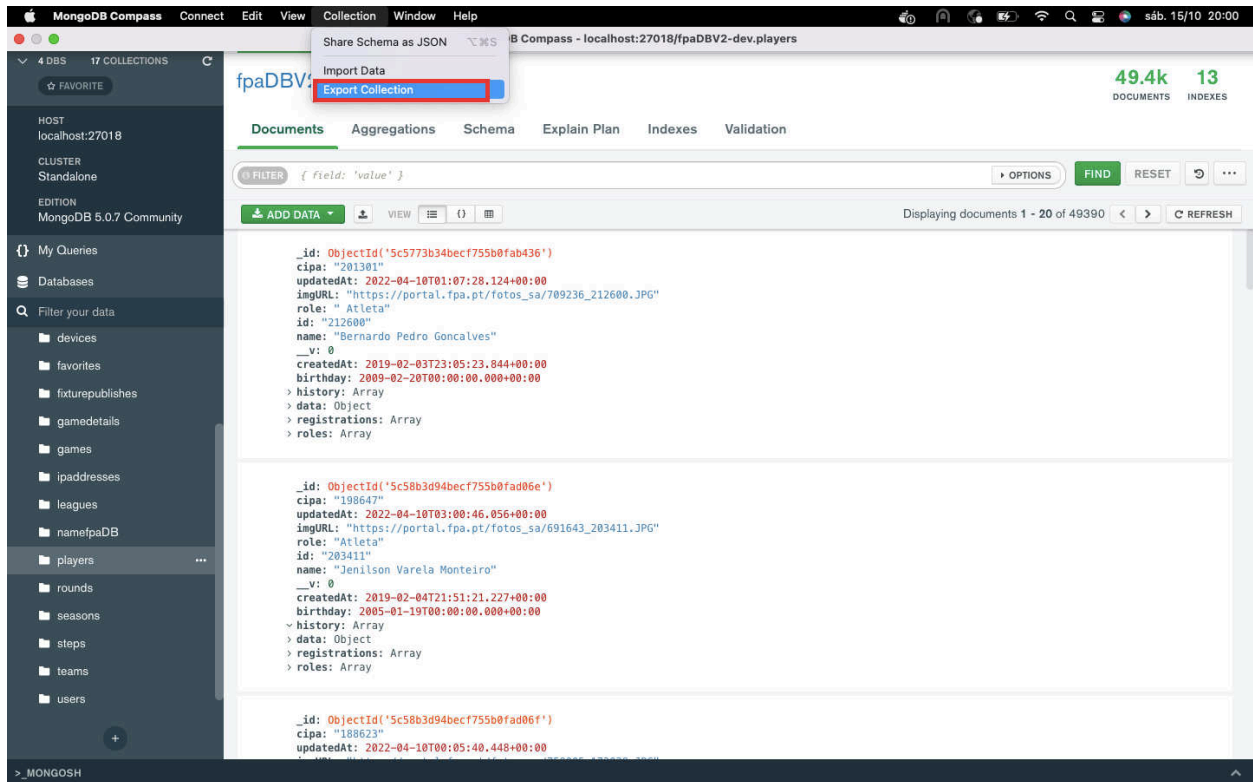 MongoDB Compass Connect Edit View Collection Window Help sáb. 15/10 20:00
B Compass - localhost:27018/fpaDBV2-dev.players
Share Schema as JSON ⌥⌘S
Import Data
Export Collection
4 DBS 17 COLLECTIONS
FAVORITE
HOST
localhost:27018
CLUSTER
Standalone
EDITION
MongoDB 5.0.7 Community
{} My Queries
Databases
Filter your data
devices
favorites
fixturepublishes
gamedetails
games
ipaddresses
leagues
namefpaDB
players ...
rounds
seasons
steps
teams
users
+
>_MONGOSH
fpaDBV2
49.4k 13
DOCUMENTS INDEXES
Documents Aggregations Schema Explain Plan Indexes Validation
FILTER { field: 'value' } OPTIONS FIND RESET ...
ADD DATA VIEW {} Displaying documents 1 - 20 of 49390 < > REFRESH
_id: ObjectId('5c5773b34becf755b0fab436')
cipa: "201301"
updatedAt: 2022-04-10T01:07:28.124+00:00
imgURL: "https://portal.fpa.pt/fotos_sa/709236_212600.JPG"
role: " Atleta"
id: "212600"
name: "Bernardo Pedro Goncalves"
__v: 0
createdAt: 2019-02-03T23:05:23.844+00:00
birthday: 2009-02-20T00:00:00.000+00:00
> history: Array
> data: Object
> registrations: Array
> roles: Array
_id: ObjectId('5c58b3d94becf755b0fad06e')
cipa: "198647"
updatedAt: 2022-04-10T03:00:46.056+00:00
imgURL: "https://portal.fpa.pt/fotos_sa/691643_203411.JPG"
role: "Atleta"
id: "203411"
name: "Jenilson Varela Monteiro"
__v: 0
createdAt: 2019-02-04T21:51:21.227+00:00
birthday: 2005-01-19T00:00:00.000+00:00
history: Array
> data: Object
> registrations: Array
> roles: Array
_id: ObjectId('5c58b3d94becf755b0fad06f')
cipa: "188623"
updatedAt: 2022-04-10T00:05:40.448+00:00